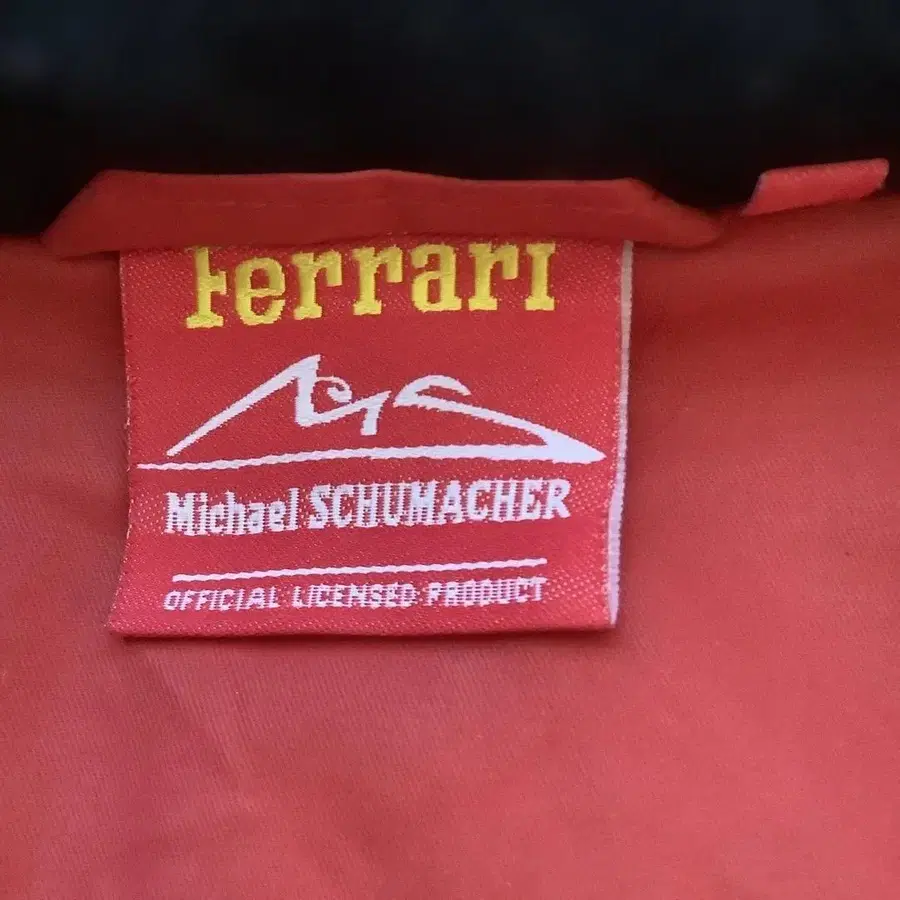 Ferrari
Michael SCHUMACHER
OFFICIAL LICENSED PRODUCT